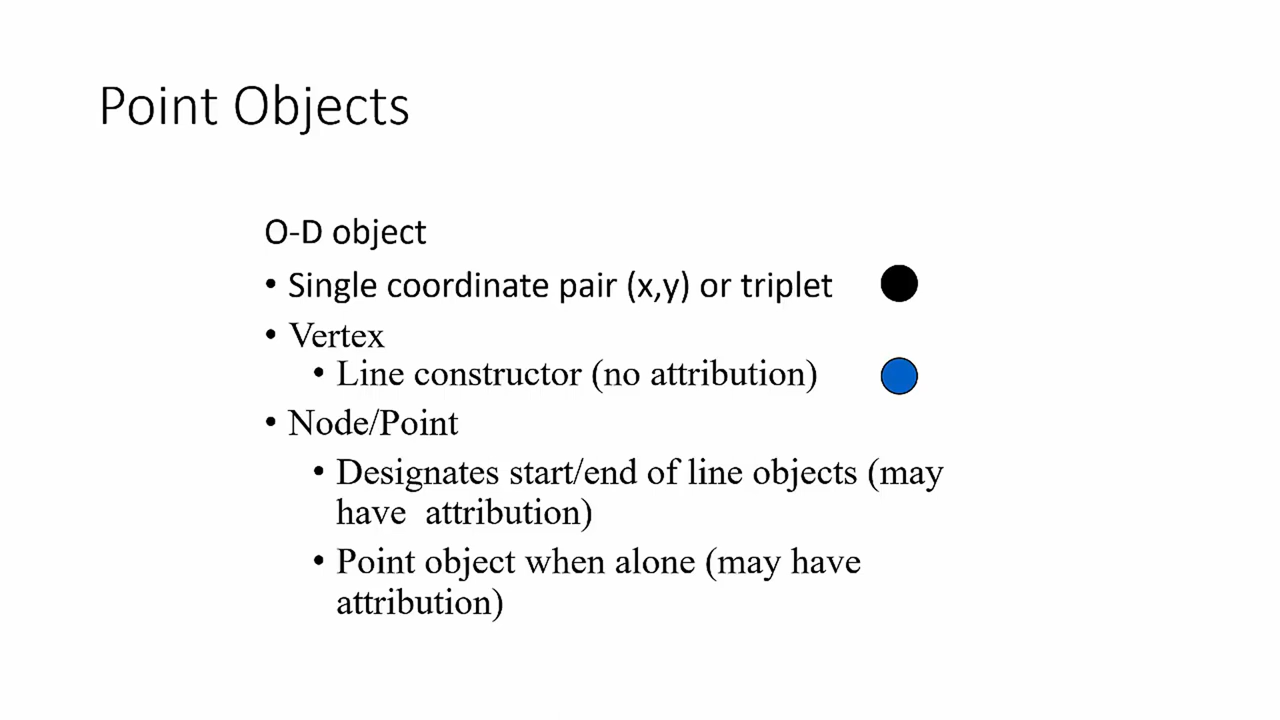 Point Objects
O-D object
• Single coordinate pair (x,y) or triplet
• Vertex
• Line constructor (no attribution)
• Node/Point
• Designates start/end of line objects (may
have  attribution)
• Point object when alone (may have
attribution)